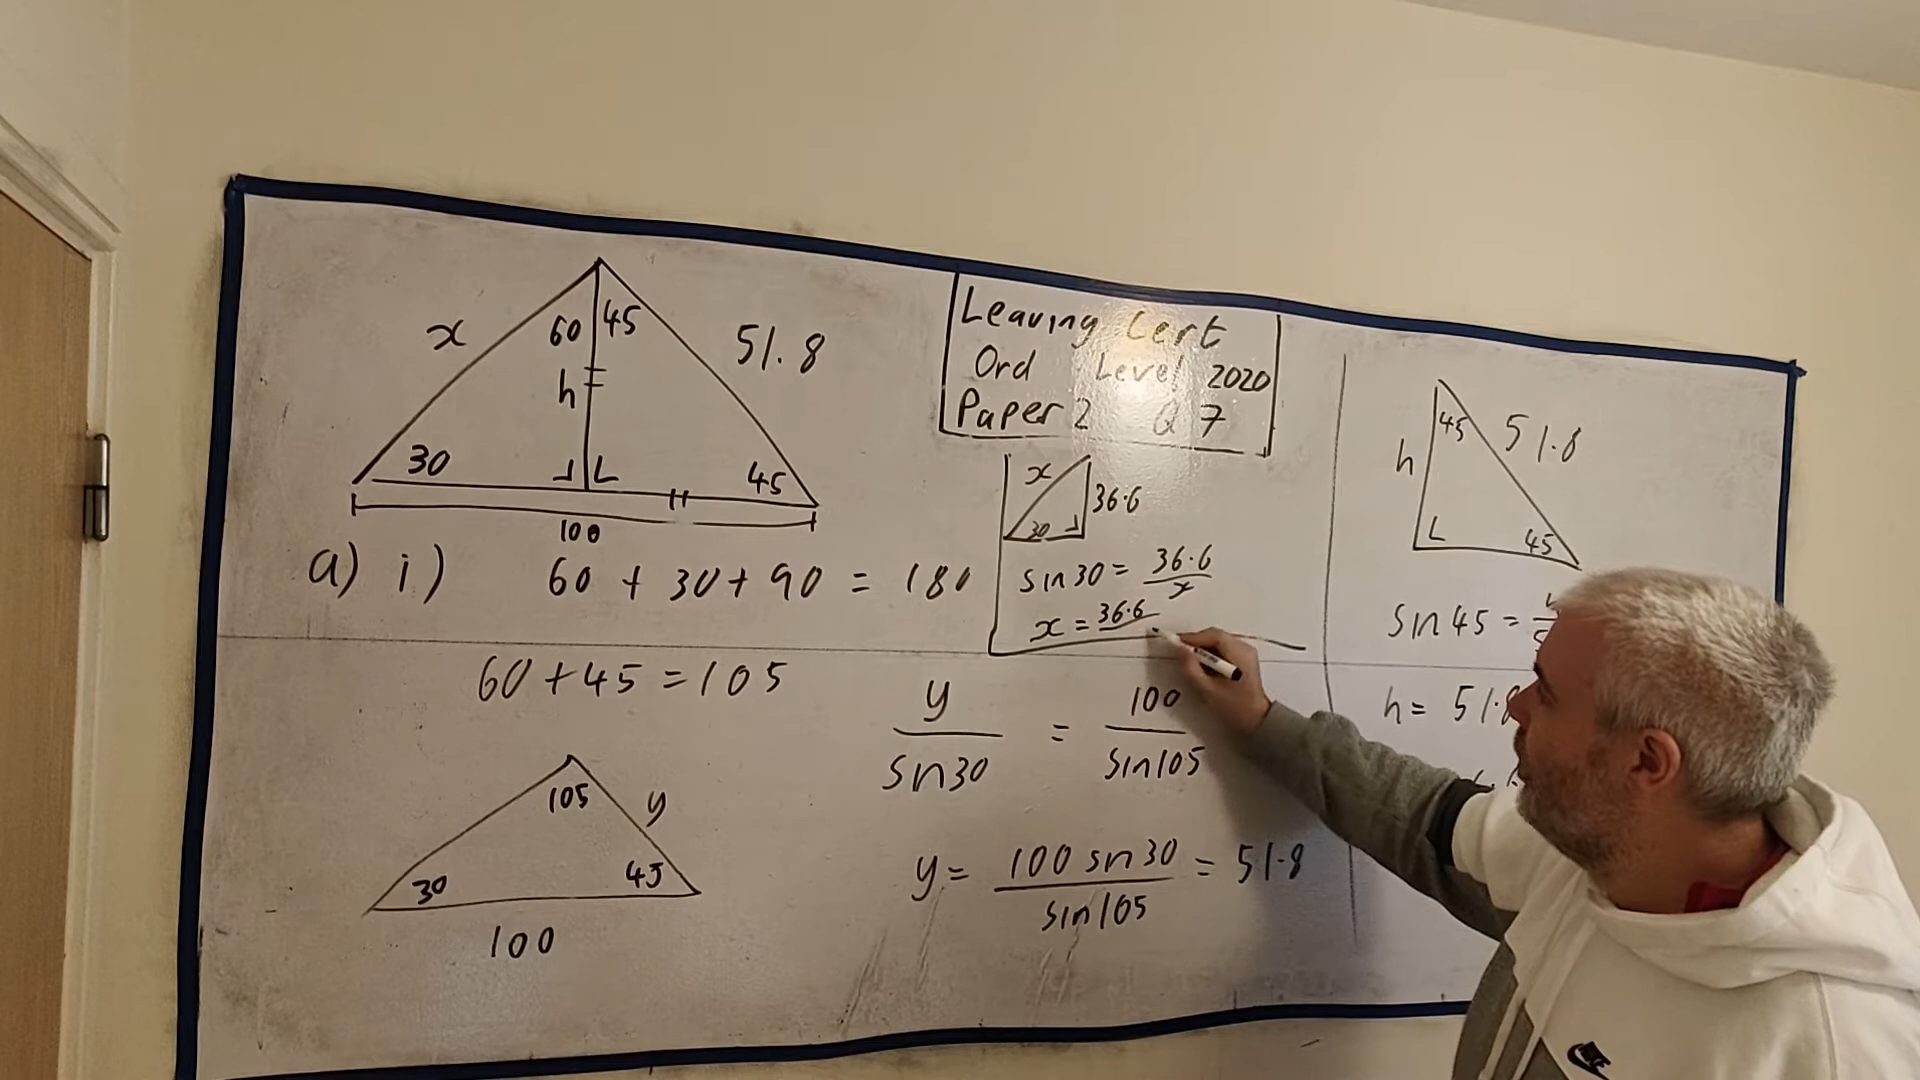 x
60
45
51.8
h
30
45
100
a) i) 60 + 30 + 90 = 180
60 + 45 = 105
105
y
30
45
100
Leaving Cert
Ord Level 2020
Paper 2 Q 7
x
36.6
30
sin30 = 36.6 / x
x = 36.6
y / sin30 = 100 / sin105
y = 100 sin30 / sin105 = 51.8
45
51.8
h
45
sin45 =
h = 51.8